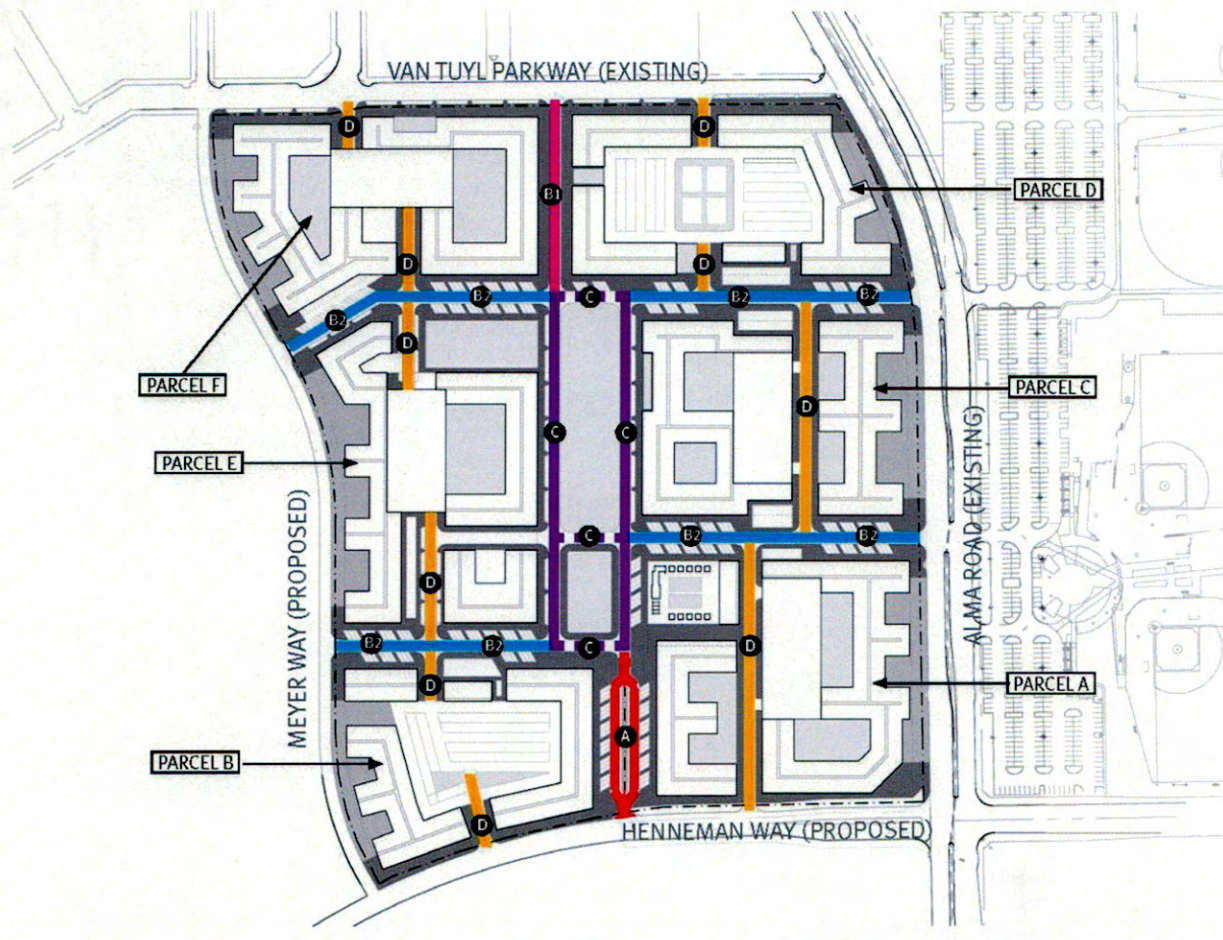 VAN TUYL PARKWAY (EXISTING)
D
D
B1
PARCEL D
D
D
B2
C
B2
B2
B2
D
PARCEL F
PARCEL C
D
C
C
PARCEL E
C
B2
B2
MEYER WAY (PROPOSED)
ALMA ROAD (EXISTING)
D
B2
B2
C
D
D
PARCEL A
A
PARCEL B
D
HENNEMAN WAY (PROPOSED)